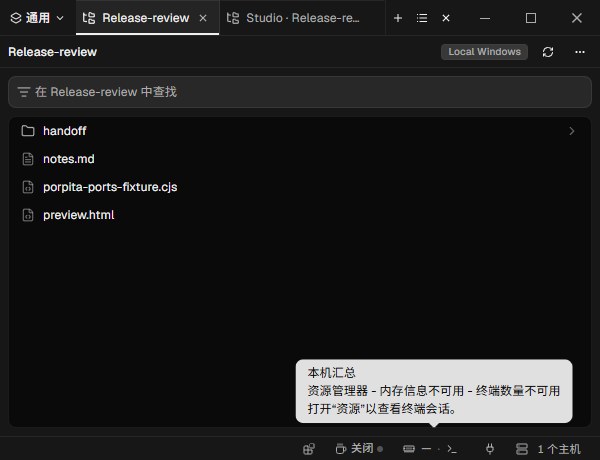 通用 Release-review Studio · Release-re...
Release-review Local Windows
在 Release-review 中查找
handoff
notes.md
porpita-ports-fixture.cjs
preview.html
本机汇总
资源管理器 - 内存信息不可用 - 终端数量不可用
打开“资源”以查看终端会话。
关闭 — · 1 个主机